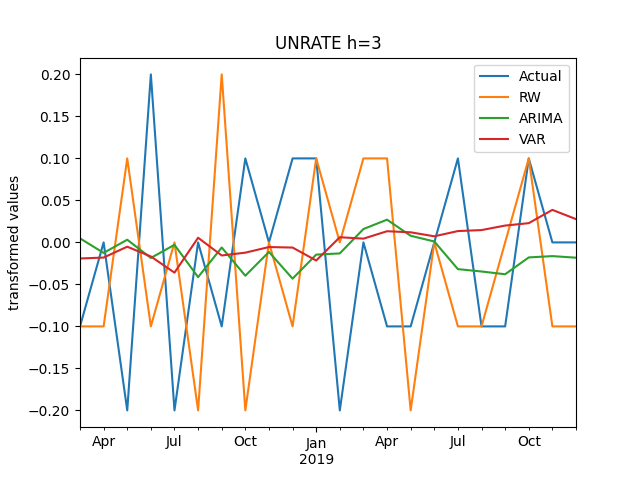 UNRATE h=3
Actual
RW
ARIMA
VAR
transformed values
0.20
0.15
0.10
0.05
0.00
−0.05
−0.10
−0.15
−0.20
Apr Jul Oct Jan Apr Jul Oct
2019